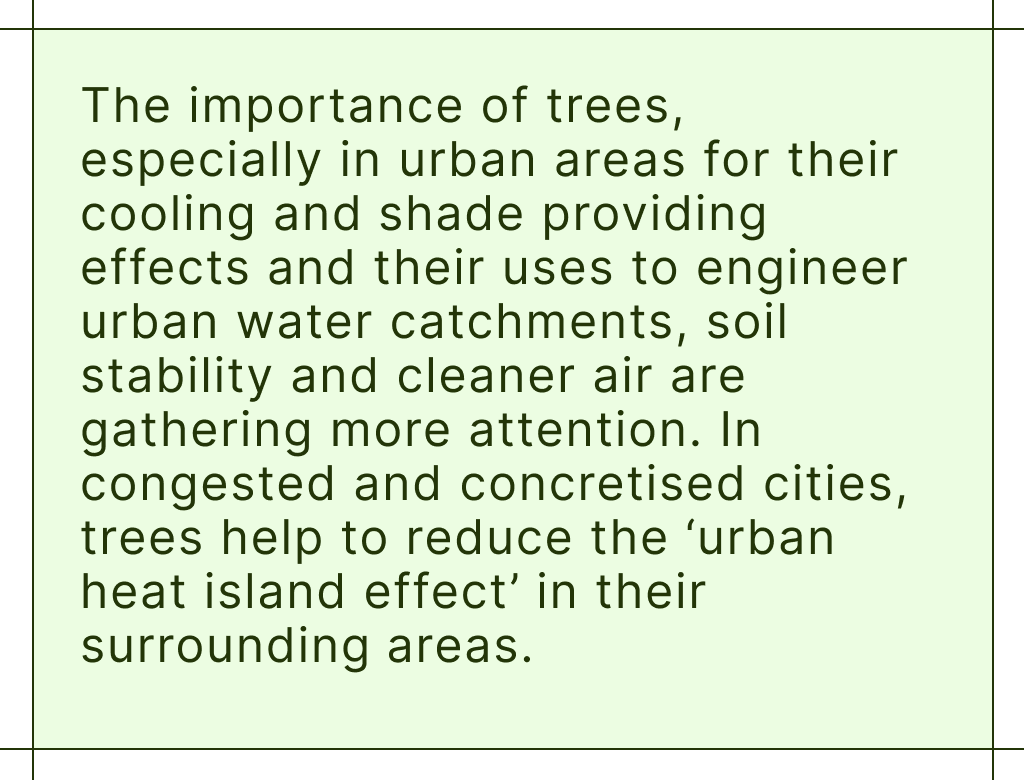 The importance of trees,
especially in urban areas for their
cooling and shade providing
effects and their uses to engineer
urban water catchments, soil
stability and cleaner air are
gathering more attention. In
congested and concretised cities,
trees help to reduce the ‘urban
heat island effect’ in their
surrounding areas.